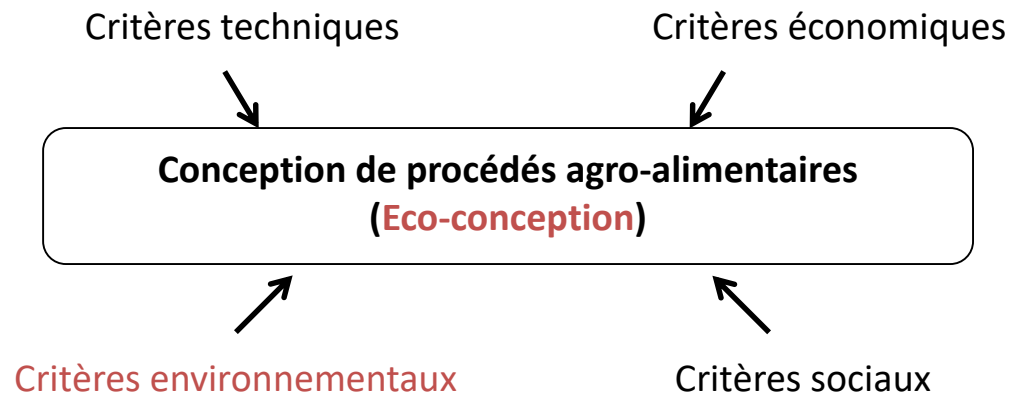 Critères techniques
Critères économiques
Conception de procédés agro-alimentaires
(Eco-conception)
Critères environnementaux
Critères sociaux